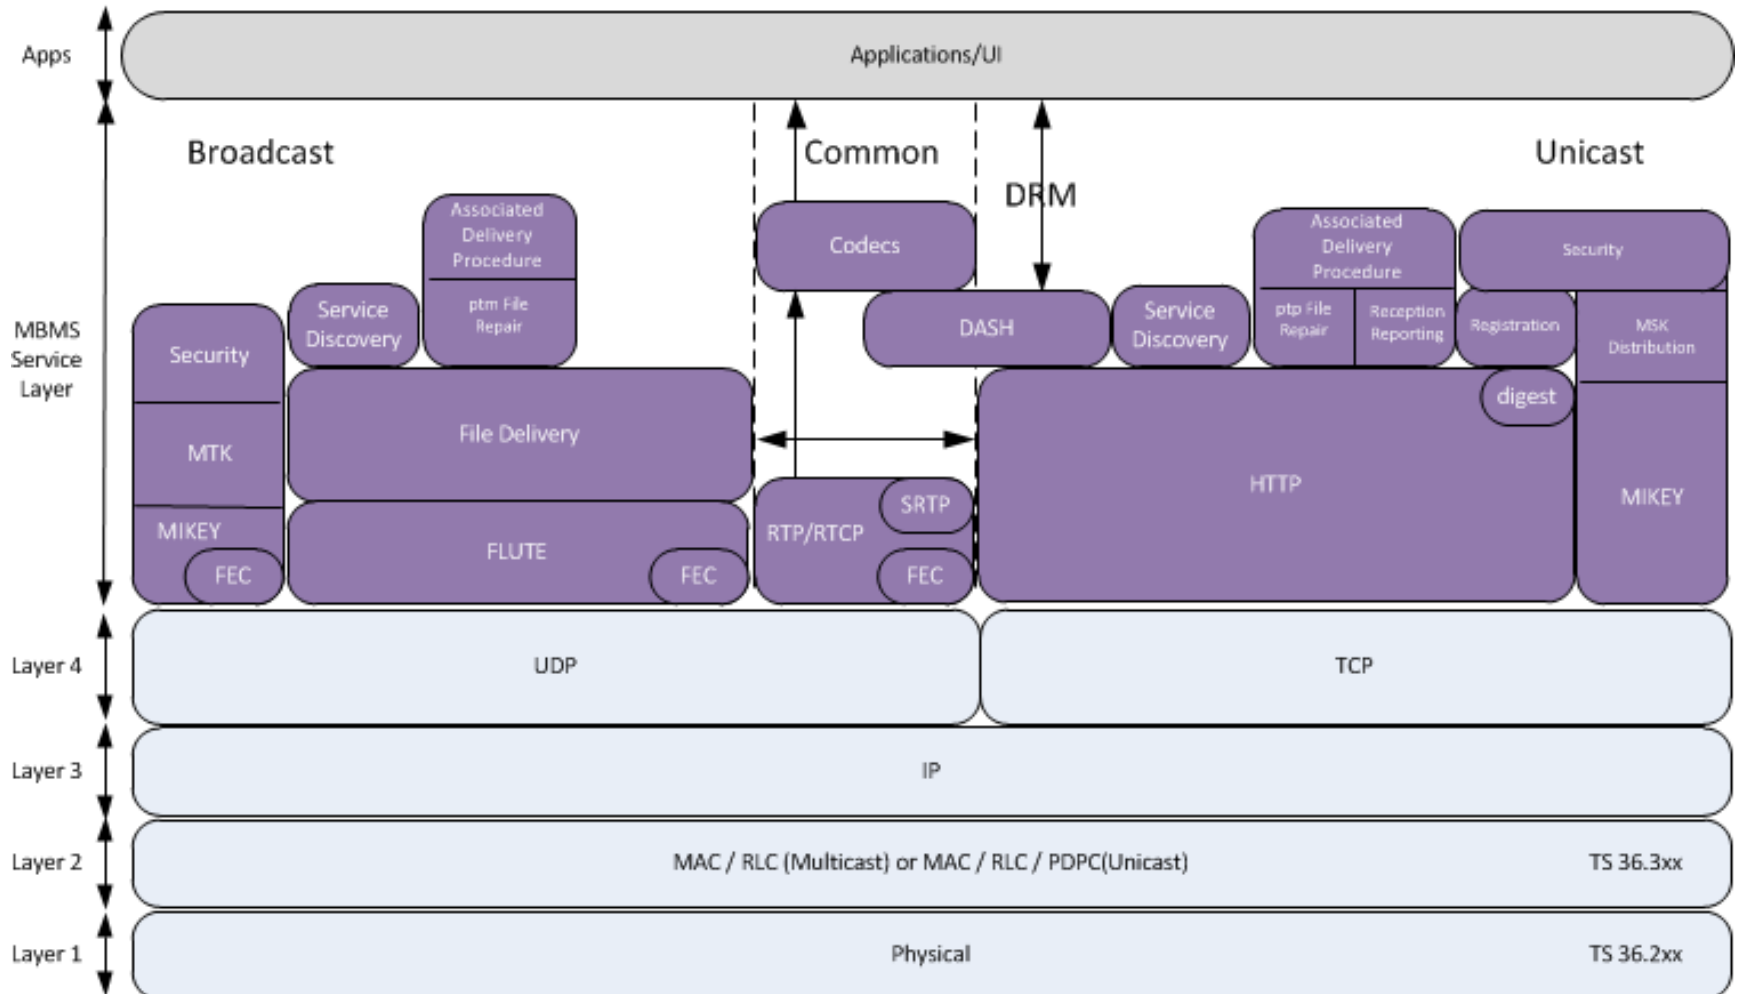 Apps
Applications/UI
Broadcast
Common
Unicast
DRM
MBMS
Service
Layer
Security
MTK
MIKEY
FEC
Service
Discovery
Associated
Delivery
Procedure
ptm File
Repair
File Delivery
FLUTE
FEC
Codecs
DASH
RTP/RTCP
SRTP
FEC
Service
Discovery
Associated
Delivery
Procedure
ptp File
Repair
Reception
Reporting
Security
Registration
MSK
Distribution
digest
HTTP
MIKEY
Layer 4
UDP
TCP
Layer 3
IP
Layer 2
MAC / RLC (Multicast) or MAC / RLC / PDPC(Unicast)
TS 36.3xx
Layer 1
Physical
TS 36.2xx